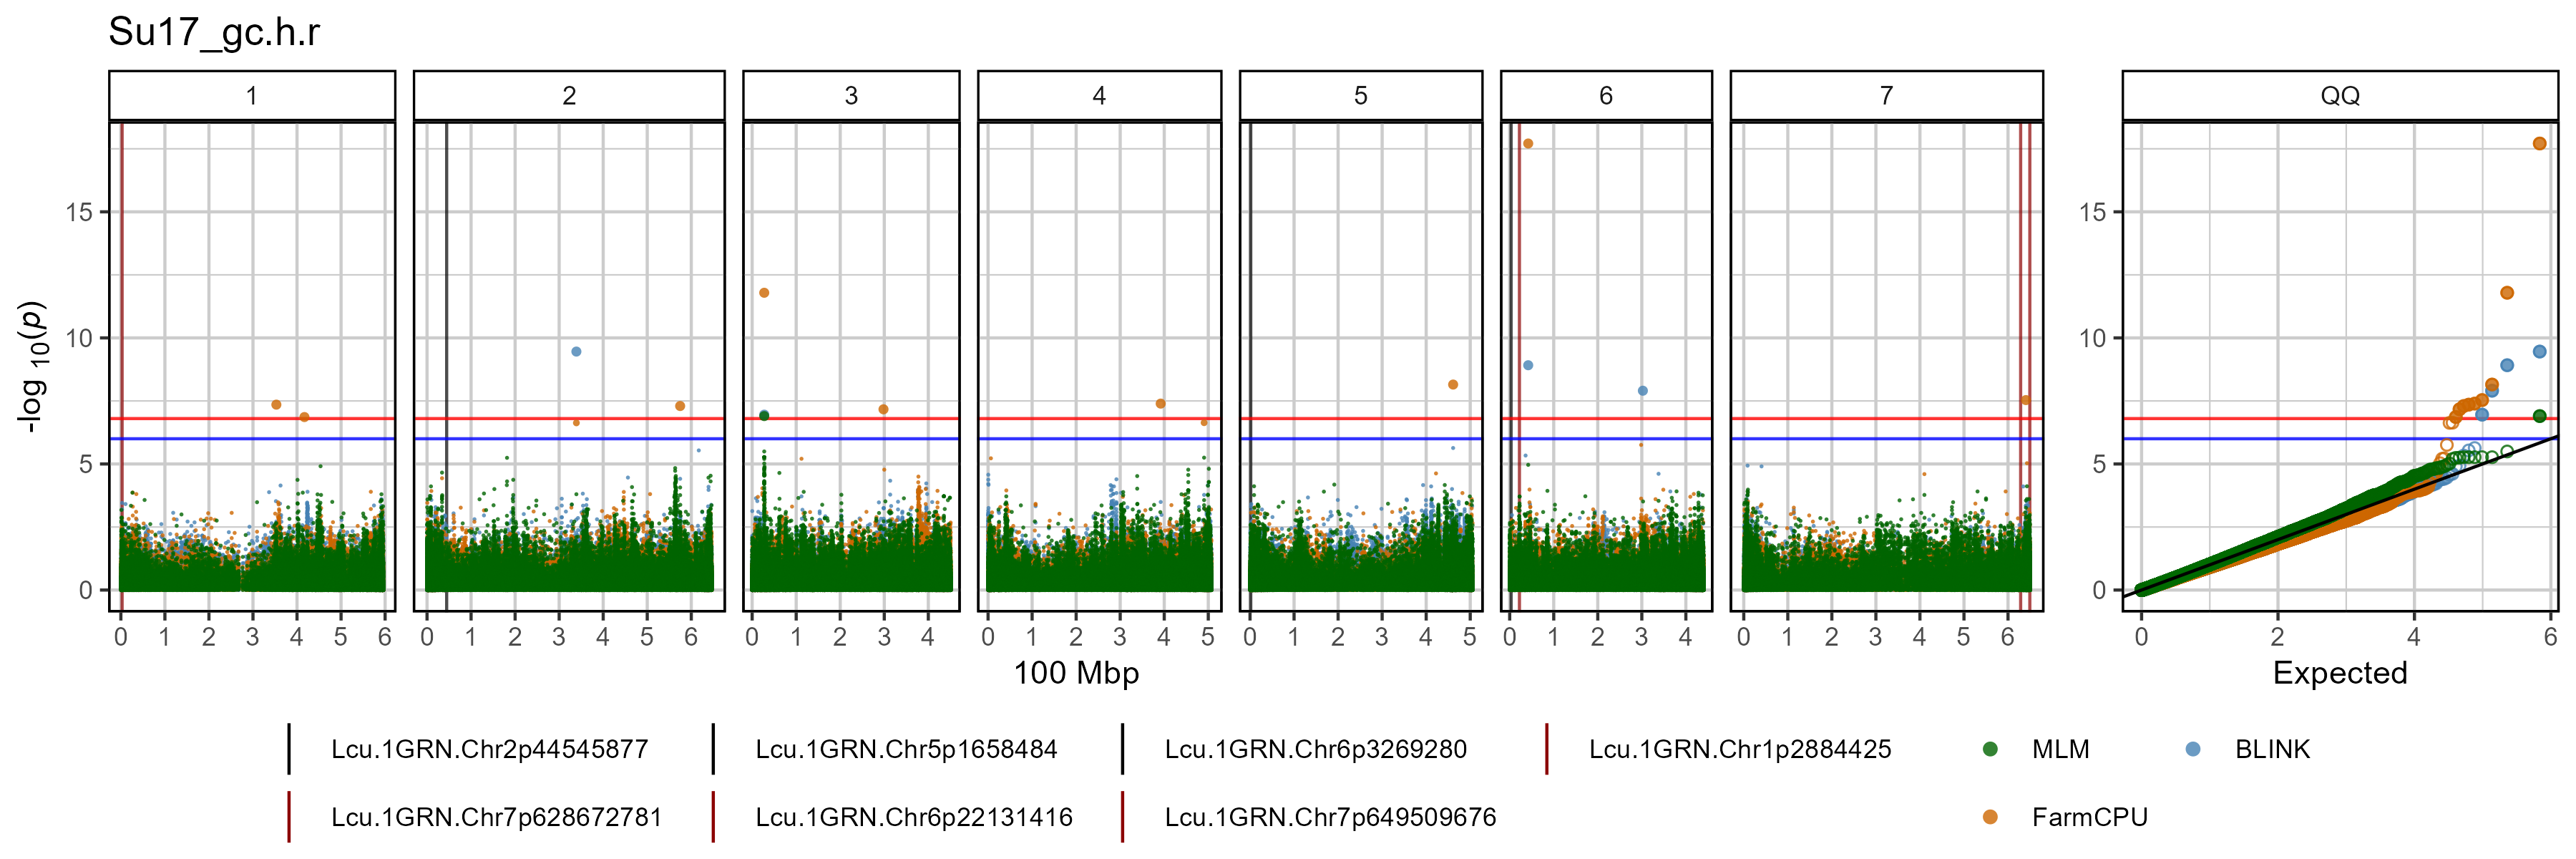 Su17_gc.h.r
1 2 3 4 5 6 7 QQ
-log 10(p)
15 10 5 0
15 10 5 0
0 1 2 3 4 5 6
0 1 2 3 4 5 6
0 1 2 3 4
0 1 2 3 4 5
0 1 2 3 4 5
0 1 2 3 4
0 1 2 3 4 5 6
0 2 4 6
100 Mbp
Expected
Lcu.1GRN.Chr2p44545877 Lcu.1GRN.Chr5p1658484 Lcu.1GRN.Chr6p3269280 Lcu.1GRN.Chr1p2884425 MLM BLINK
Lcu.1GRN.Chr7p628672781 Lcu.1GRN.Chr6p22131416 Lcu.1GRN.Chr7p649509676 FarmCPU